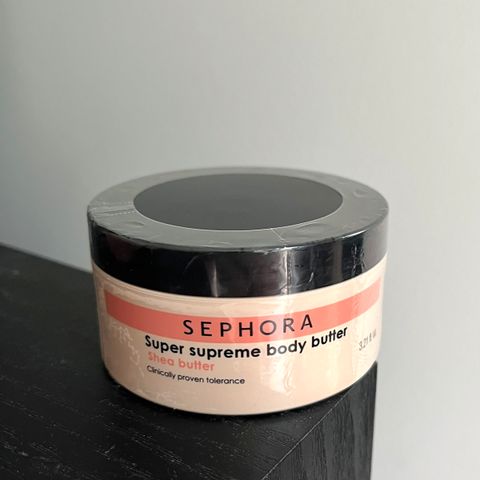 SEPHORA
Super supreme body butter
Shea butter
Clinically proven tolerance